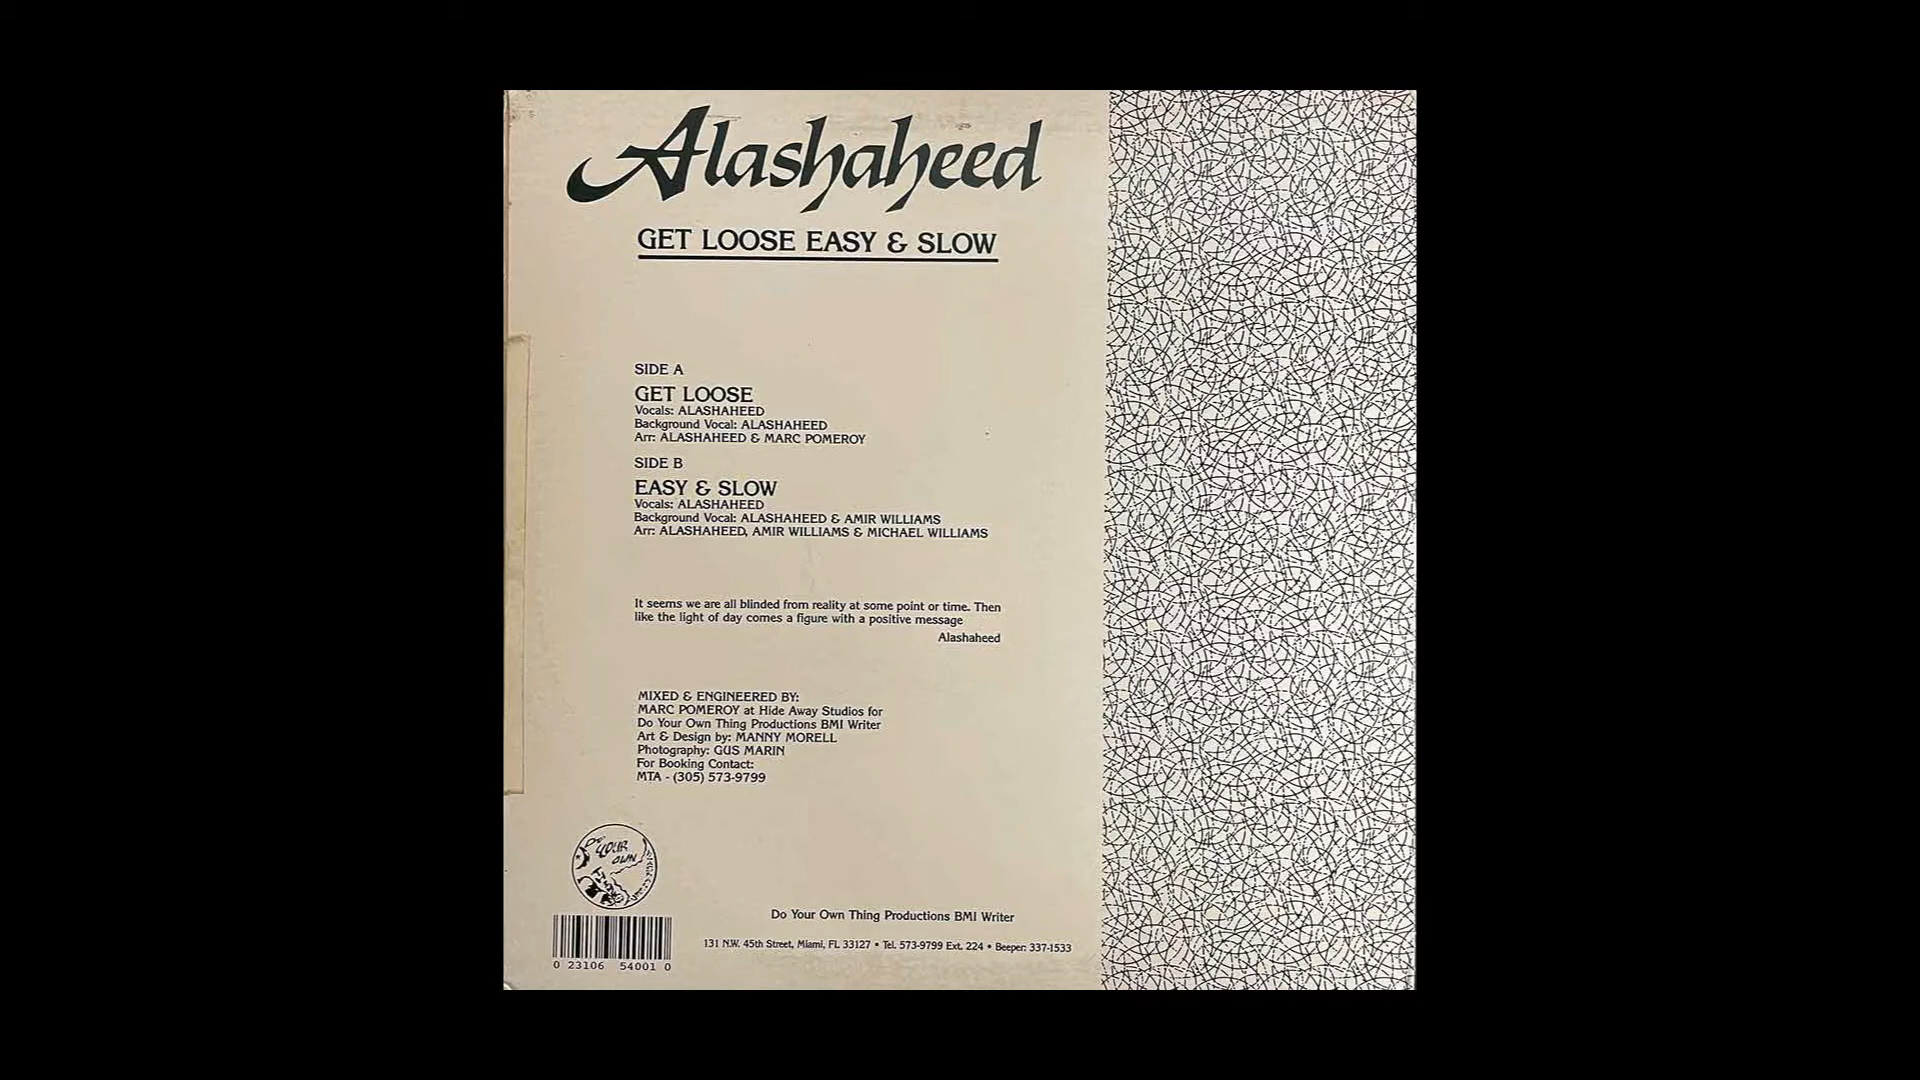 Alashaheed
GET LOOSE EASY & SLOW
SIDE A
GET LOOSE
Vocals: ALASHAHEED
Background Vocal: ALASHAHEED
Arr: ALASHAHEED & MARC POMEROY
SIDE B
EASY & SLOW
Vocals: ALASHAHEED
Background Vocal: ALASHAHEED & AMIR WILLIAMS
Arr: ALASHAHEED, AMIR WILLIAMS & MICHAEL WILLIAMS
It seems we are all blinded from reality at some point or time. Then
like the light of day comes a figure with a positive message
Alashaheed
MIXED & ENGINEERED BY:
MARC POMEROY at Hide Away Studios for
Do Your Own Thing Productions BMI Writer
Art & Design by: MANNY MORELL
Photography: GUS MARIN
For Booking Contact:
MTA - (305) 573-9799
YOUR
OWN
0 23106 54001 0
Do Your Own Thing Productions BMI Writer
131 N.W. 45th Street, Miami, FL 33127 • Tel. 573-9799 Ext. 224 • Beeper: 337-1533